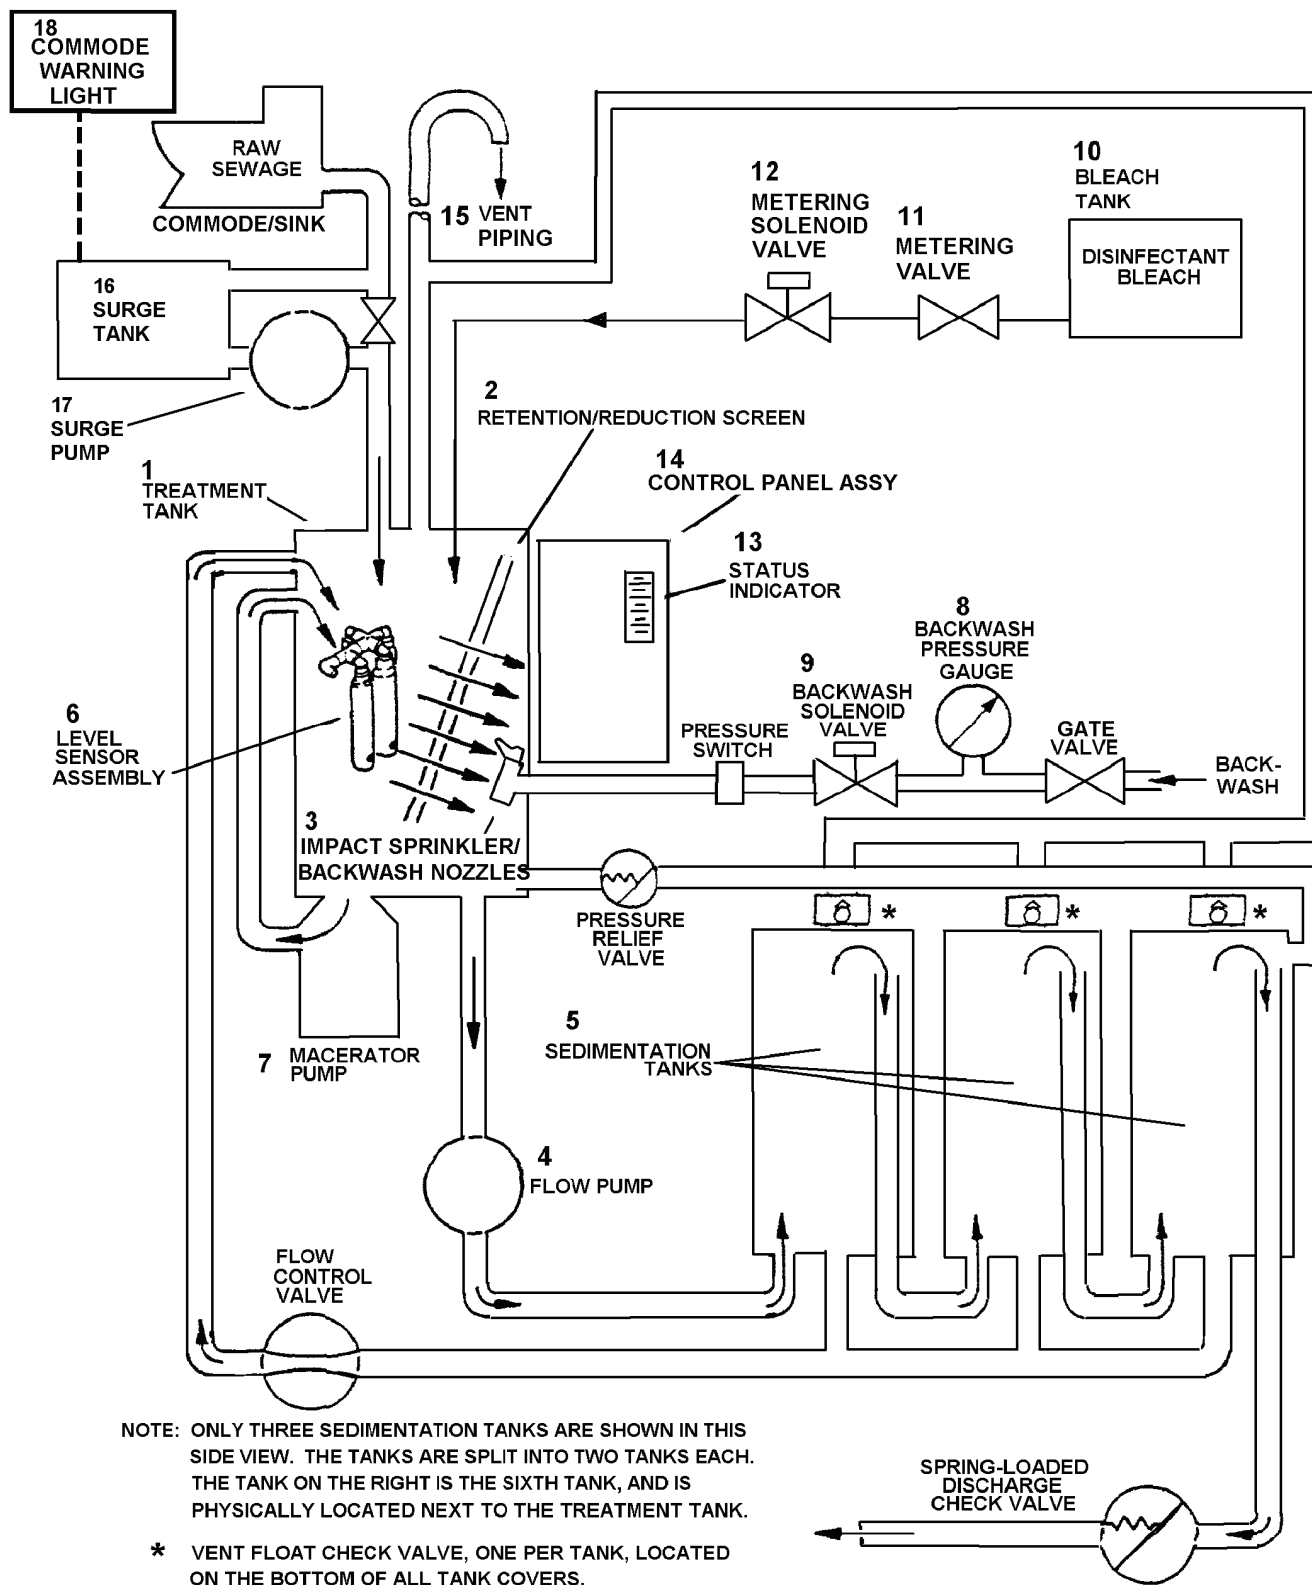 18
COMMODE
WARNING
LIGHT
RAW
SEWAGE
COMMODE/SINK
15 VENT
PIPING
12
METERING
SOLENOID
VALVE
11
METERING
VALVE
10
BLEACH
TANK
DISINFECTANT
BLEACH
16
SURGE
TANK
17
SURGE
PUMP
2
RETENTION/REDUCTION SCREEN
1
TREATMENT
TANK
14
CONTROL PANEL ASSY
13
STATUS
INDICATOR
8
BACKWASH
PRESSURE
GAUGE
9
BACKWASH
SOLENOID
VALVE
PRESSURE
SWITCH
GATE
VALVE
BACK-
WASH
6
LEVEL
SENSOR
ASSEMBLY
3
IMPACT SPRINKLER/
BACKWASH NOZZLES
PRESSURE
RELIEF
VALVE
*
*
*
5
SEDIMENTATION
TANKS
7 MACERATOR
PUMP
4
FLOW PUMP
FLOW
CONTROL
VALVE
NOTE: ONLY THREE SEDIMENTATION TANKS ARE SHOWN IN THIS
SIDE VIEW. THE TANKS ARE SPLIT INTO TWO TANKS EACH.
THE TANK ON THE RIGHT IS THE SIXTH TANK, AND IS
PHYSICALLY LOCATED NEXT TO THE TREATMENT TANK.
* VENT FLOAT CHECK VALVE, ONE PER TANK, LOCATED
ON THE BOTTOM OF ALL TANK COVERS.
SPRING-LOADED
DISCHARGE
CHECK VALVE